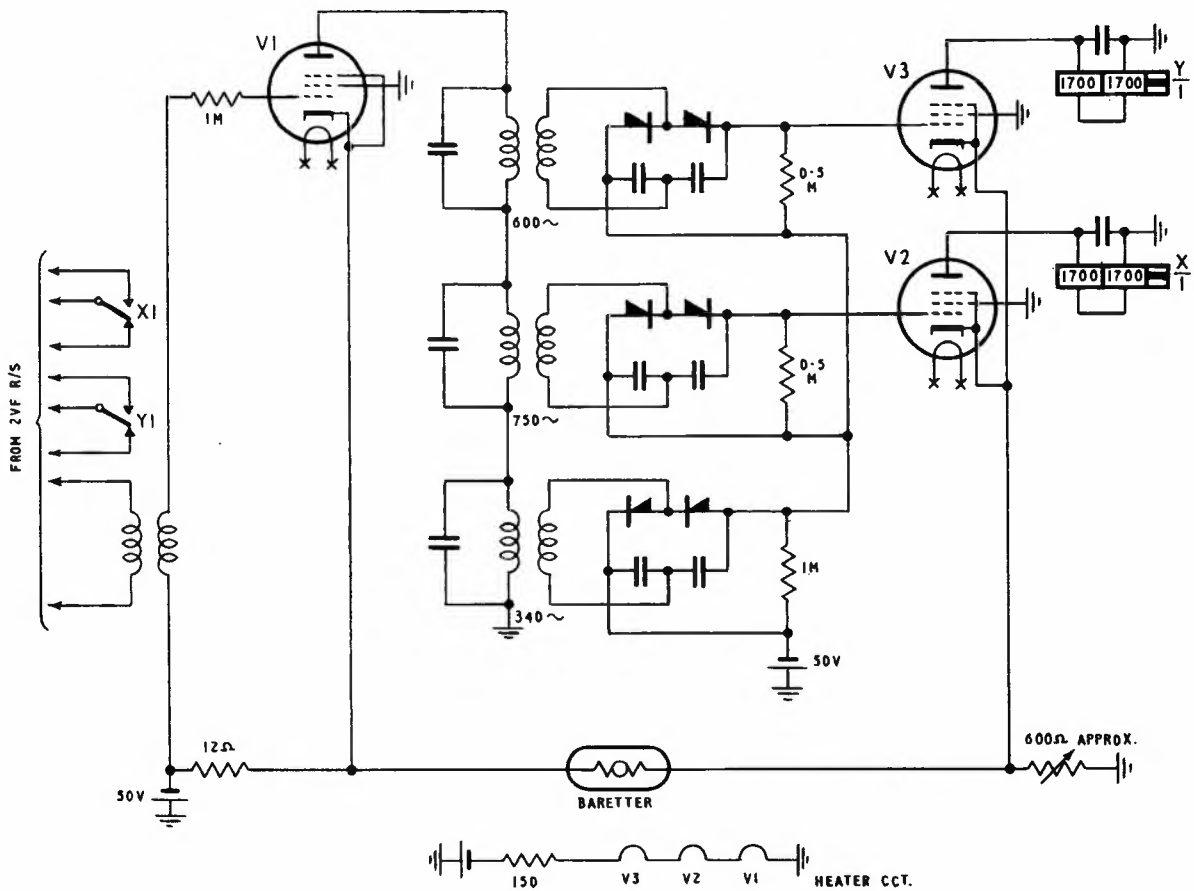 V1
1M
600~
750~
340~
0·5
M
0·5
M
1M
50V
V3
V2
1700 1700
Y
1
1700 1700
X
1
FROM 2VF R/S
X1
Y1
12Ω
50V
BARETTER
600Ω APPROX.
150
V3
V2
V1
HEATER CCT.